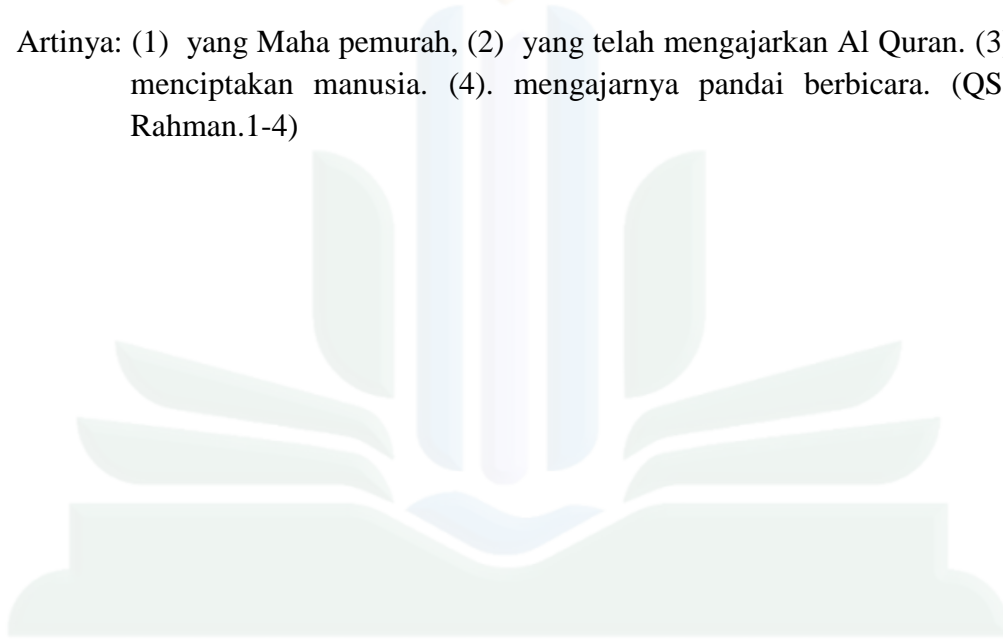 Artinya: (1) yang Maha pemurah, (2) yang telah mengajarkan Al Quran. (3
menciptakan manusia. (4). mengajarnya pandai berbicara. (QS
Rahman.1-4)